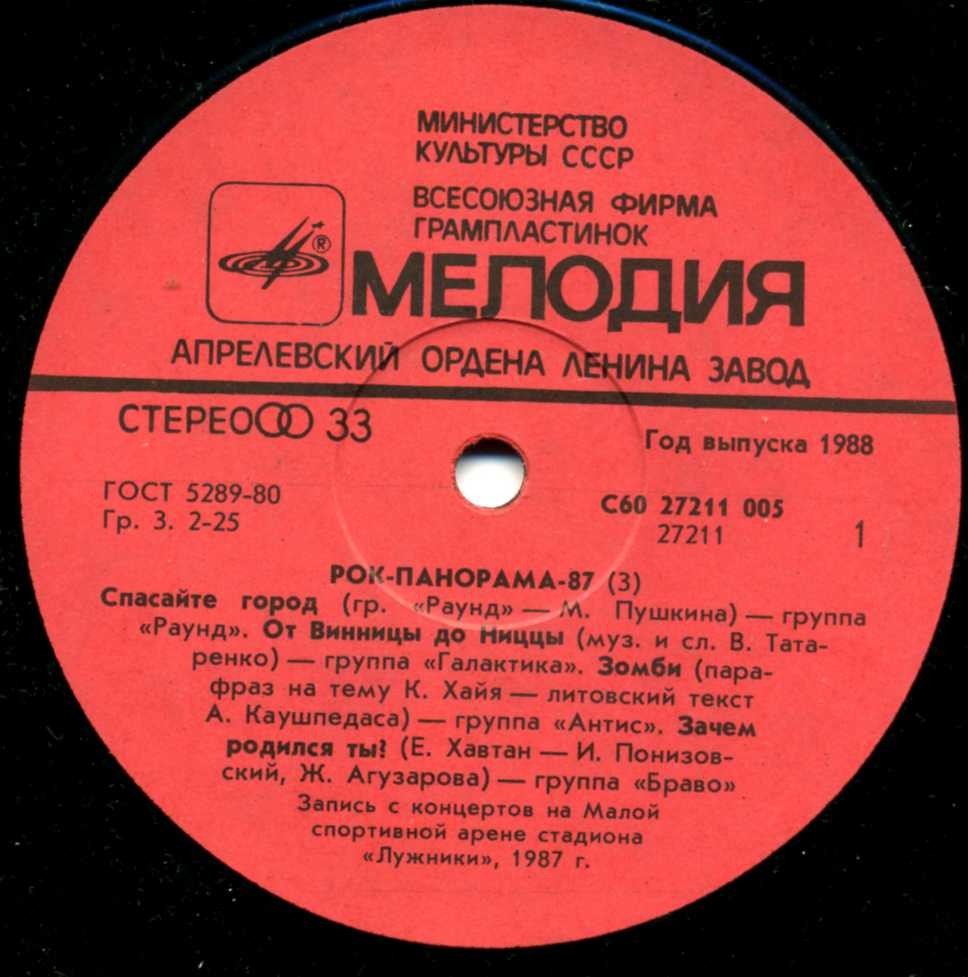 МИНИСТЕРСТВО
КУЛЬТУРЫ СССР
ВСЕСОЮЗНАЯ ФИРМА
ГРАМПЛАСТИНОК
®
МЕЛОДИЯ
АПРЕЛЕВСКИЙ ОРДЕНА ЛЕНИНА ЗАВОД
СТЕРЕО 33
Год выпуска 1988
ГОСТ 5289-80
Гр. 3. 2-25
С60 27211 005
27211
1
РОК-ПАНОРАМА-87 (3)
Спасайте город (гр. «Раунд» — М. Пушкина) — группа
«Раунд». От Винницы до Ниццы (муз. и сл. В. Тата-
ренко) — группа «Галактика». Зомби (пара-
фраз на тему К. Хайя — литовский текст
А. Каушпедаса) — группа «Антис». Зачем
родился ты? (Е. Хавтан — И. Понизов-
ский, Ж. Агузарова) — группа «Браво»
Запись с концертов на Малой
спортивной арене стадиона
«Лужники», 1987 г.